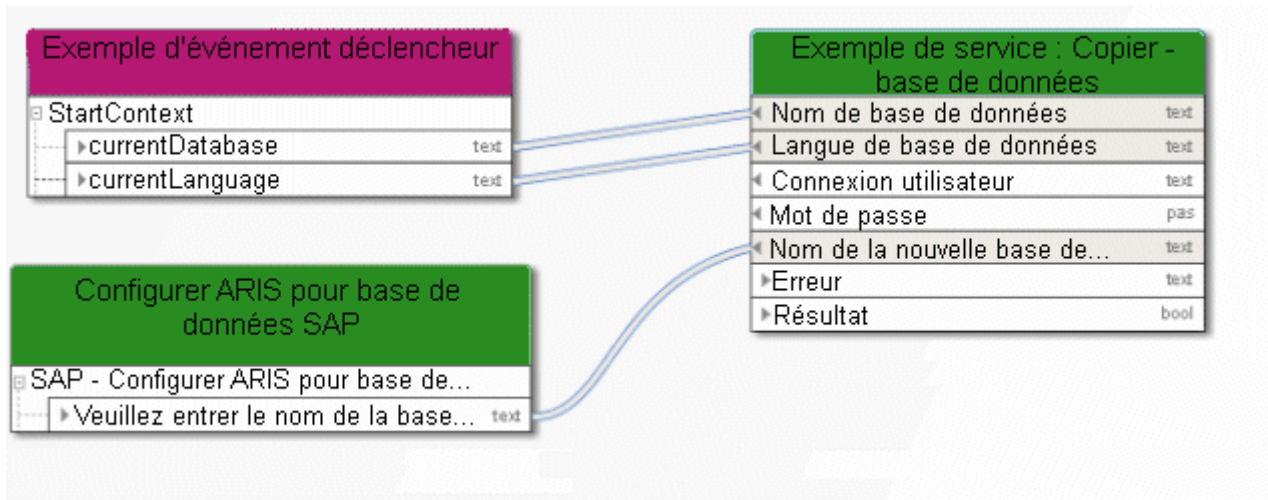 Exemple d'événement déclencheur
StartContext
currentDatabase text
currentLanguage text
Configurer ARIS pour base de
données SAP
SAP - Configurer ARIS pour base de...
Veuillez entrer le nom de la base... text
Exemple de service : Copier -
base de données
Nom de base de données text
Langue de base de données text
Connexion utilisateur text
Mot de passe pas
Nom de la nouvelle base de... text
Erreur text
Résultat bool